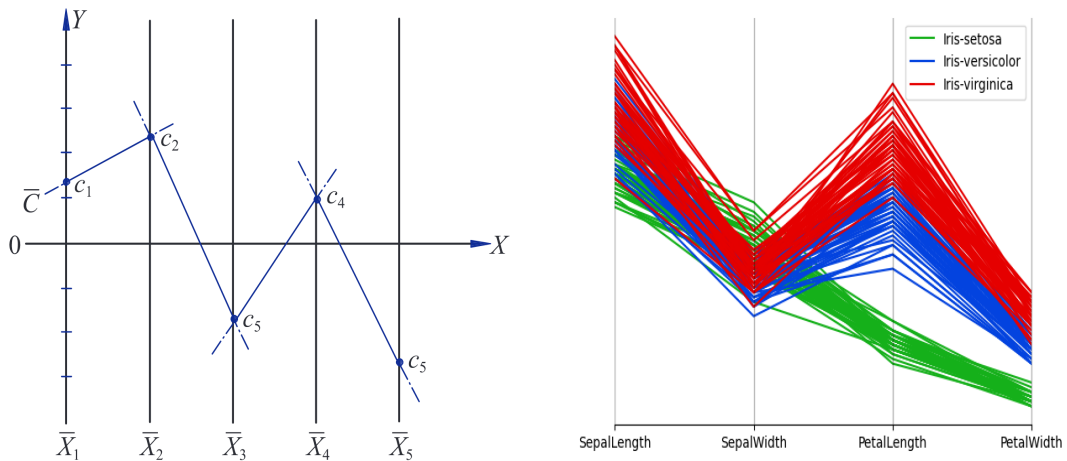 Y
c₂
c₁
C̅
c₄
0
X
c₅
c₅
X̅₁ X̅₂ X̅₃ X̅₄ X̅₅
Iris-setosa
Iris-versicolor
Iris-virginica
SepalLength SepalWidth PetalLength PetalWidth